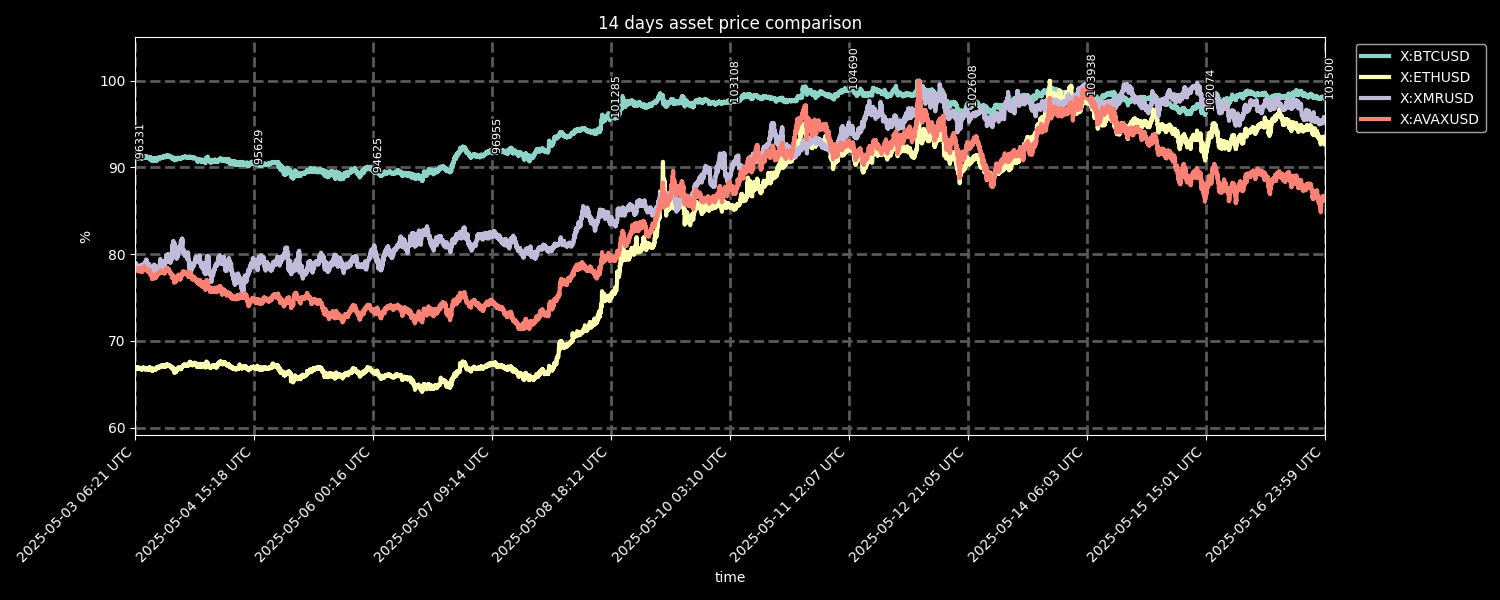 14 days asset price comparison
X:BTCUSD
X:ETHUSD
X:XMRUSD
X:AVAXUSD
%
100
90
80
70
60
96331
95629
94625
96955
101285
103108
104690
102608
103938
102074
103500
2025-05-03 06:21 UTC
2025-05-04 15:18 UTC
2025-05-06 00:16 UTC
2025-05-07 09:14 UTC
2025-05-08 18:12 UTC
2025-05-10 03:10 UTC
2025-05-11 12:07 UTC
2025-05-12 21:05 UTC
2025-05-14 06:03 UTC
2025-05-15 15:01 UTC
2025-05-16 23:59 UTC
time